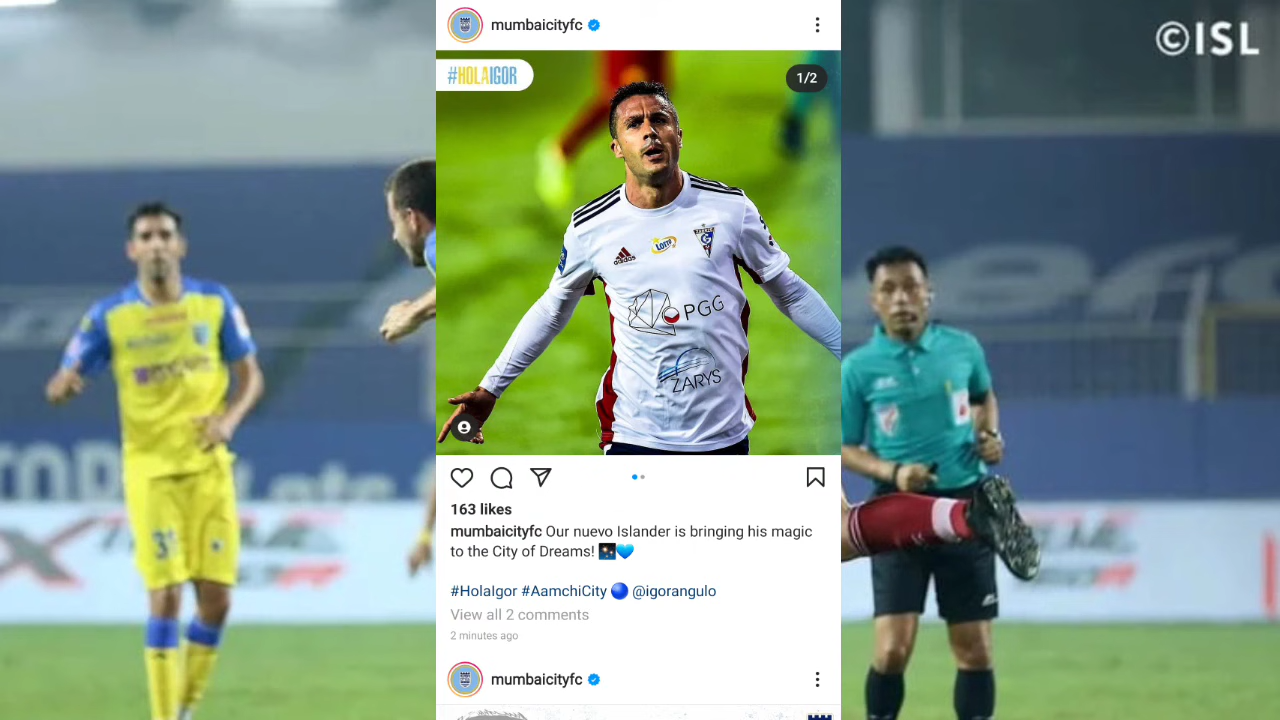 mumbaicityfc
©ISL
#HOLAIGOR
1/2
adidas
LOTTO
PGG
ZARYS
163 likes
mumbaicityfc Our nuevo Islander is bringing his magic
to the City of Dreams! 🌠💙
#HolaIgor #AamchiCity 🔵 @igorangulo
View all 2 comments
2 minutes ago
mumbaicityfc